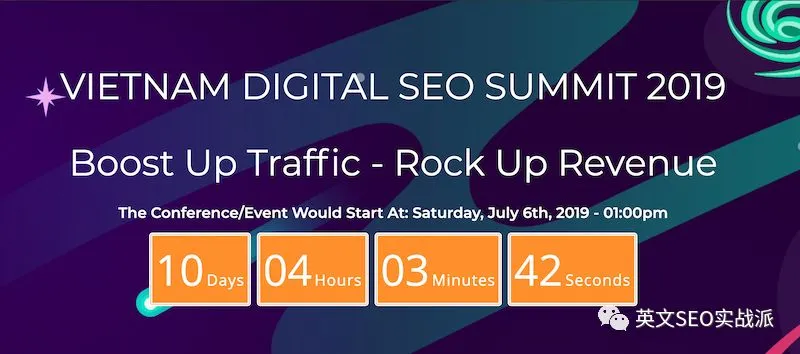 VIETNAM DIGITAL SEO SUMMIT 2019
Boost Up Traffic - Rock Up Revenue
The Conference/Event Would Start At: Saturday, July 6th, 2019 - 01:00pm
10 Days 04 Hours 03 Minutes 42 Seconds
英文SEO实战派